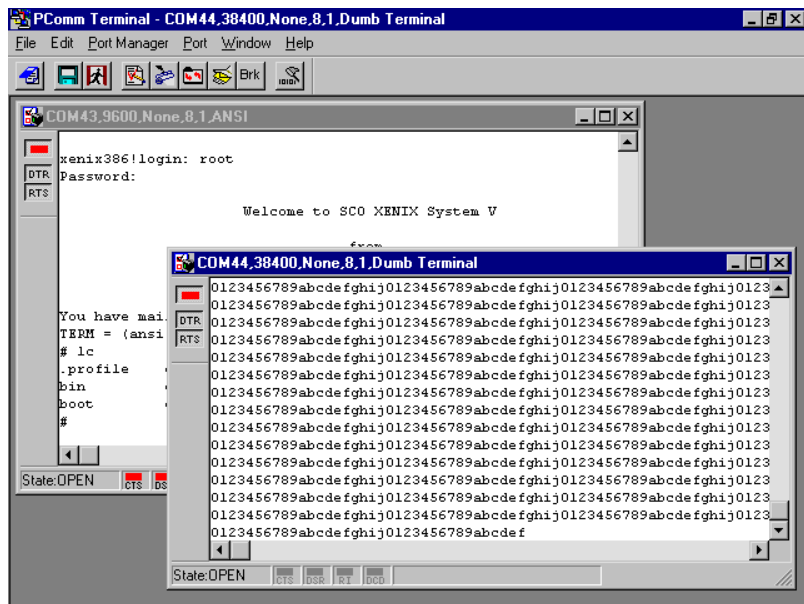 PComm Terminal - COM44,38400,None,8,1,Dumb Terminal
File Edit Port Manager Port Window Help
Brk
COM43,9600,None,8,1,ANSI
DTR
RTS
xenix386!login: root
Password:
Welcome to SCO XENIX System V
from
You have mai
TERM = (ansi
# lc
.profile
bin
boot
#
State:OPEN
CTS
COM44,38400,None,8,1,Dumb Terminal
DTR
RTS
0123456789abcdefghij0123456789abcdefghij0123456789abcdefghij0123
0123456789abcdefghij0123456789abcdefghij0123456789abcdefghij0123
0123456789abcdefghij0123456789abcdefghij0123456789abcdefghij0123
0123456789abcdefghij0123456789abcdefghij0123456789abcdefghij0123
0123456789abcdefghij0123456789abcdefghij0123456789abcdefghij0123
0123456789abcdefghij0123456789abcdefghij0123456789abcdefghij0123
0123456789abcdefghij0123456789abcdefghij0123456789abcdefghij0123
0123456789abcdefghij0123456789abcdefghij0123456789abcdefghij0123
0123456789abcdefghij0123456789abcdefghij0123456789abcdefghij0123
0123456789abcdefghij0123456789abcdefghij0123456789abcdefghij0123
0123456789abcdefghij0123456789abcdefghij0123456789abcdefghij0123
0123456789abcdefghij0123456789abcdefghij0123456789abcdefghij0123
0123456789abcdefghij0123456789abcdefghij0123456789abcdefghij0123
0123456789abcdefghij0123456789abcdefghij0123456789abcdefghij0123
0123456789abcdefghij0123456789abcdef
State:OPEN CTS DSR RI DCD